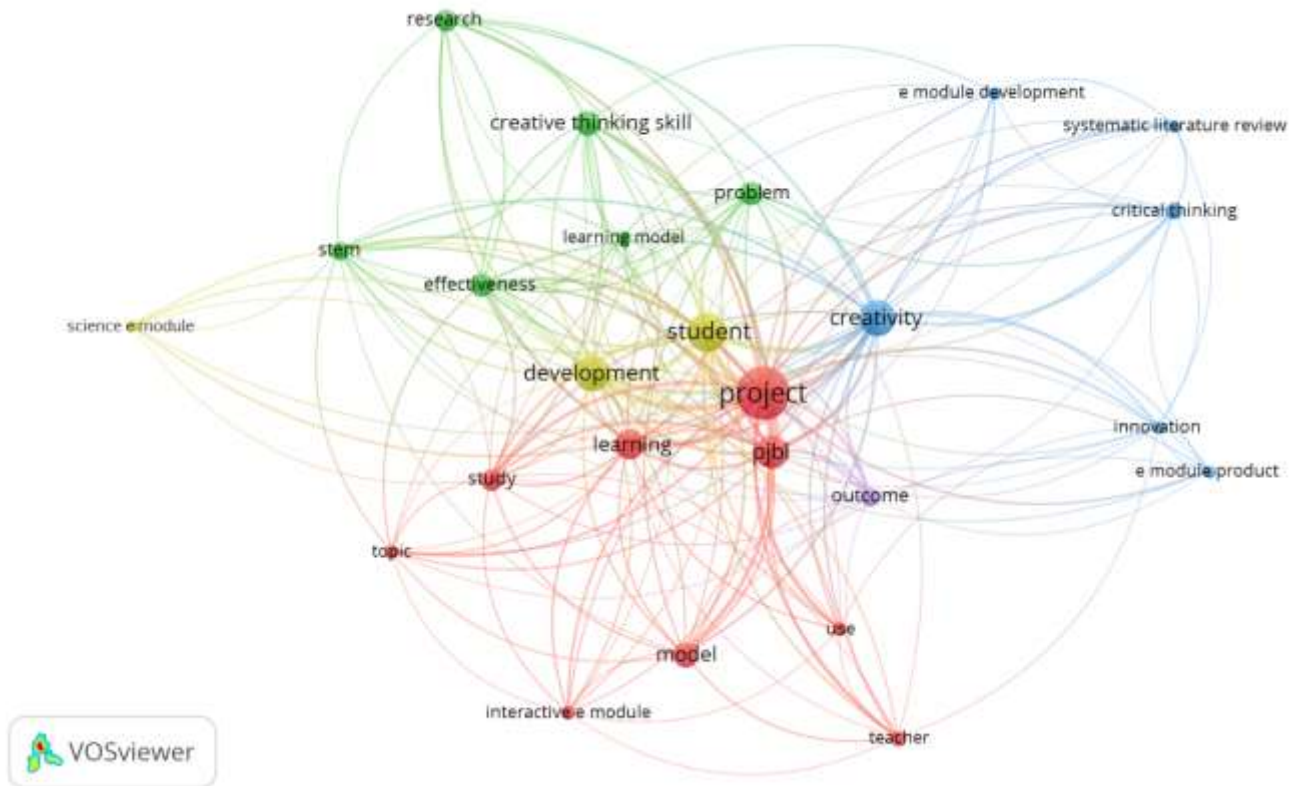 research
e module development
creative thinking skill
systematic literature review
problem
critical thinking
learning model
stem
effectiveness
science e module
student
creativity
development
project
innovation
learning
pjbl
e module product
study
outcome
topic
use
model
interactive e module
teacher
VOSviewer